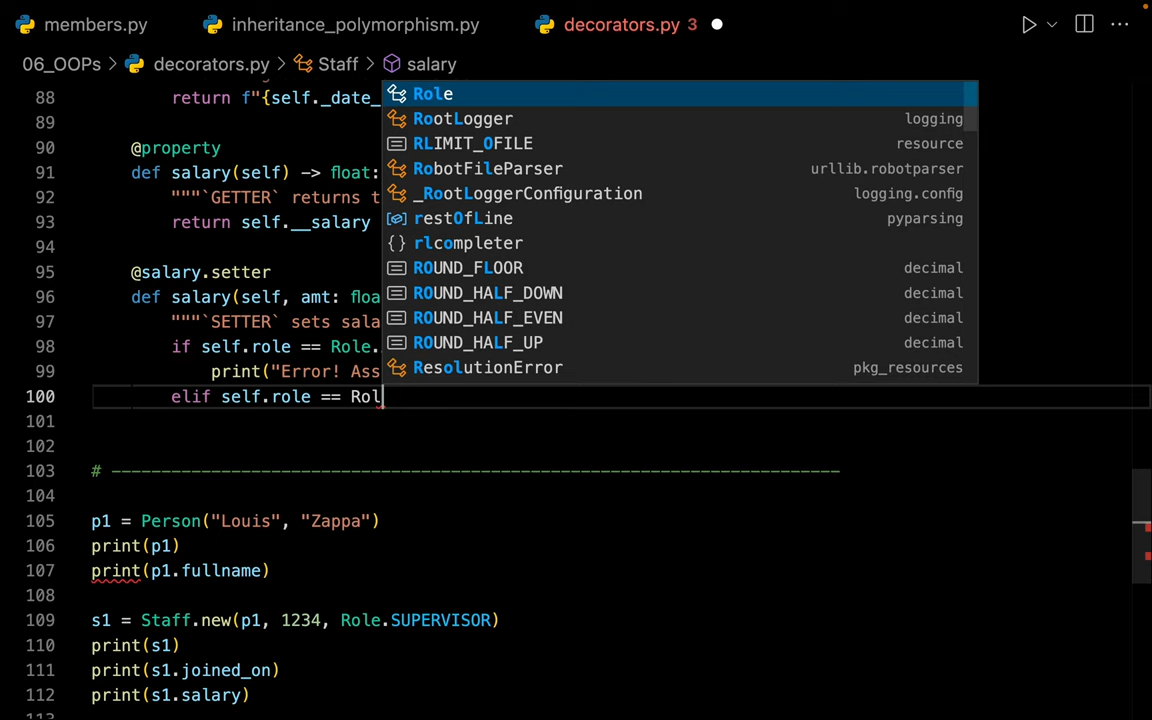 members.py inheritance_polymorphism.py decorators.py 3
06_OOPs > decorators.py > Staff > salary
88 return f"{self._date_
89
90 @property
91 def salary(self) -> float:
92 """`GETTER` returns t
93 return self.__salary
94
95 @salary.setter
96 def salary(self, amt: floa
97 """`SETTER` sets sala
98 if self.role == Role.
99 print("Error! Ass
100 elif self.role == Rol
Role
RootLogger logging
RLIMIT_OFILE resource
RobotFileParser urllib.robotparser
_RootLoggerConfiguration logging.config
restOfLine pyparsing
rlcompleter
ROUND_FLOOR decimal
ROUND_HALF_DOWN decimal
ROUND_HALF_EVEN decimal
ROUND_HALF_UP decimal
ResolutionError pkg_resources
101
102
103 # -------------------------------------------------------------------------
104
105 p1 = Person("Louis", "Zappa")
106 print(p1)
107 print(p1.fullname)
108
109 s1 = Staff.new(p1, 1234, Role.SUPERVISOR)
110 print(s1)
111 print(s1.joined_on)
112 print(s1.salary)